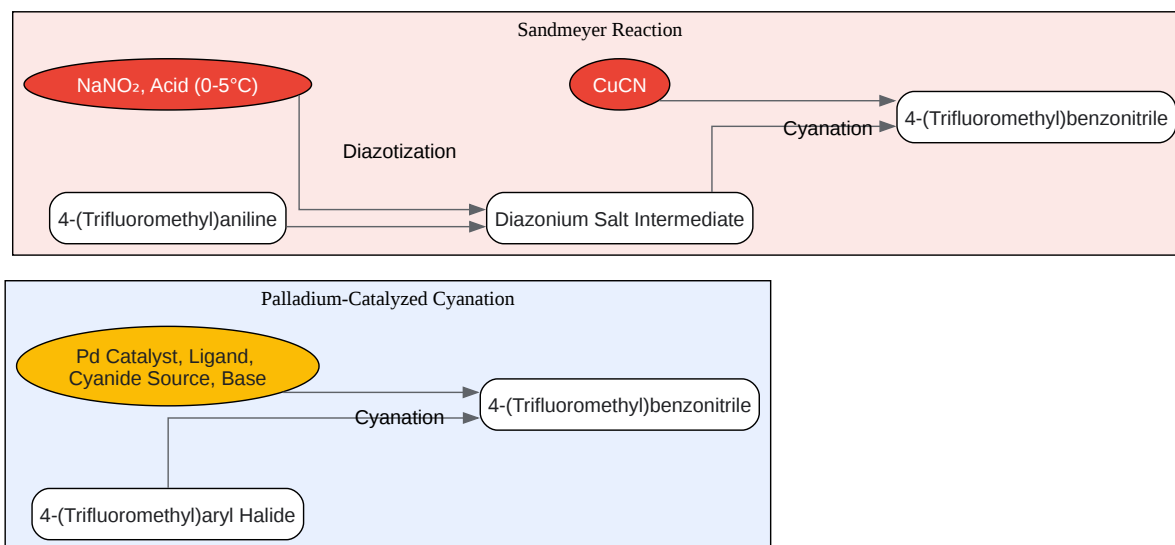 Sandmeyer Reaction
NaNO₂, Acid (0-5°C)
CuCN
4-(Trifluoromethyl)benzonitrile
Cyanation
Diazotization
4-(Trifluoromethyl)aniline
Diazonium Salt Intermediate
Palladium-Catalyzed Cyanation
Pd Catalyst, Ligand,
Cyanide Source, Base
4-(Trifluoromethyl)benzonitrile
Cyanation
4-(Trifluoromethyl)aryl Halide